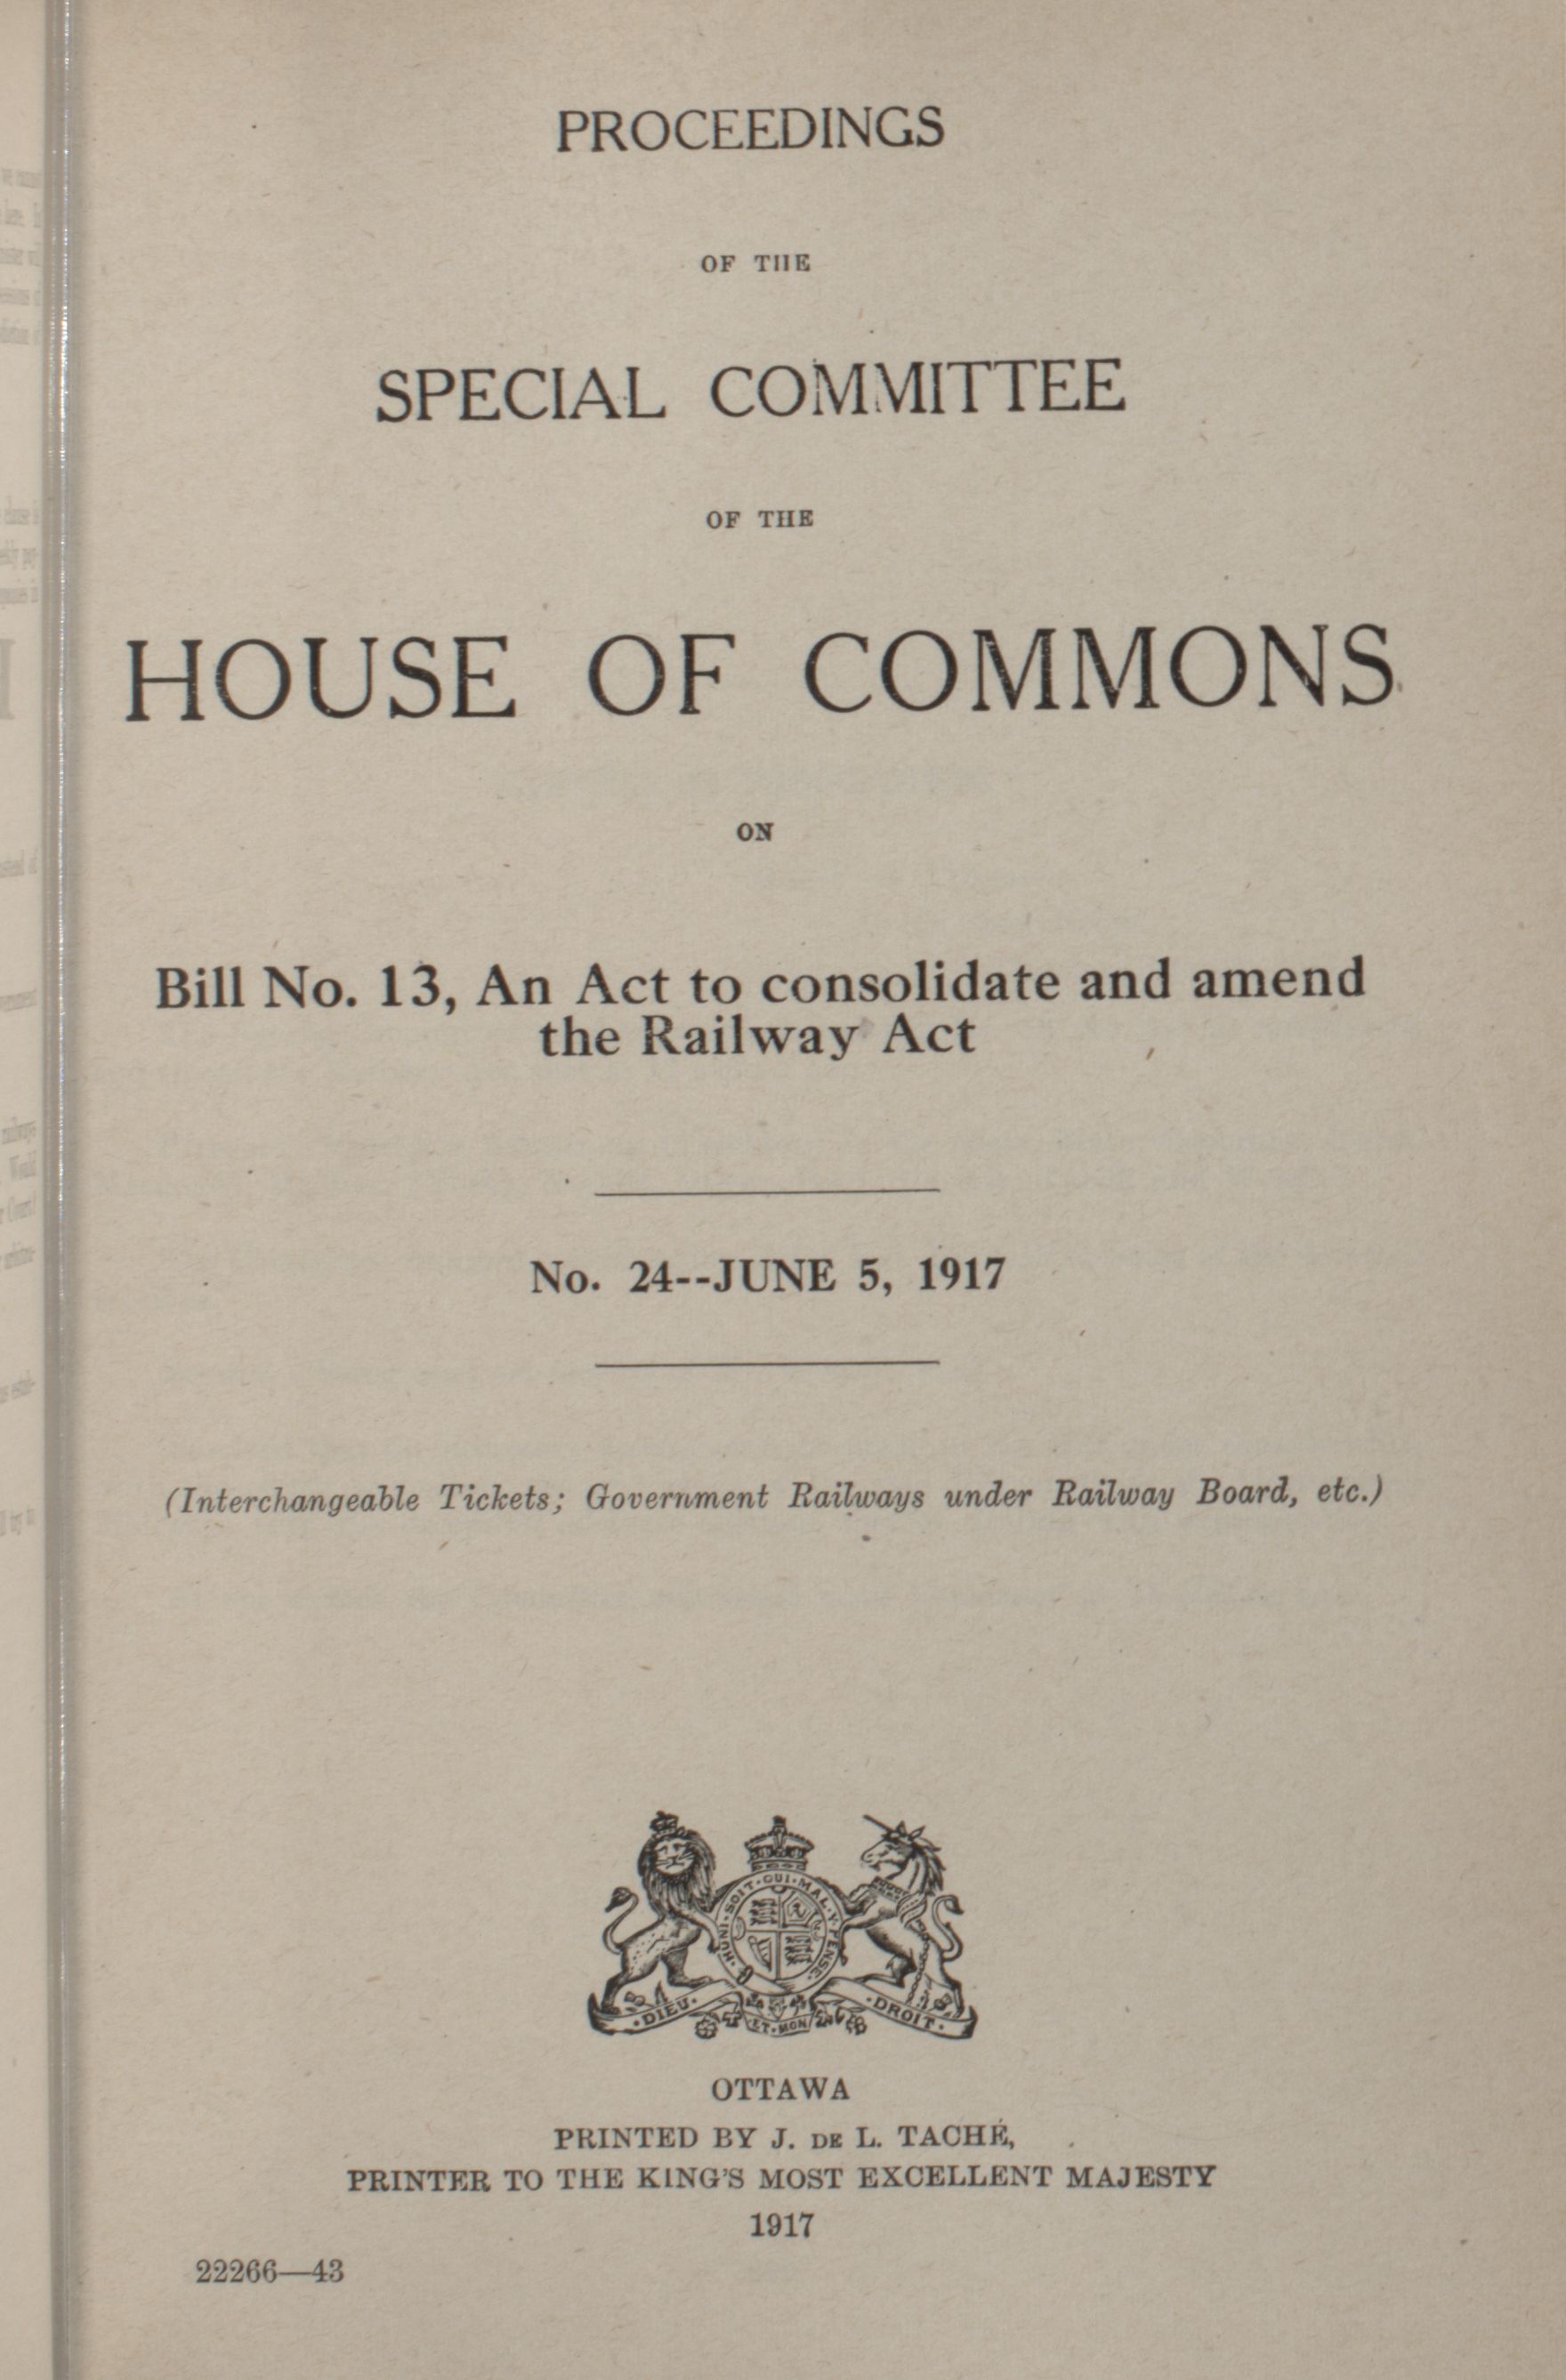 PROCEEDINGS
OF THE
SPECIAL COMMITTEE
OF THE
HOUSE OF COMMONS
ON
Bill No. 13, An Act to consolidate and amend
the Railway Act
No. 24--JUNE 5, 1917
(Interchangeable Tickets; Government Railways under Railway Board, etc.)
HONI·SOIT·QUI·MAL·Y·PENSE
·DIEU·
ET·MON
·DROIT·
OTTAWA
PRINTED BY J. DE L. TACHÉ,
PRINTER TO THE KING'S MOST EXCELLENT MAJESTY
1917
22266—43